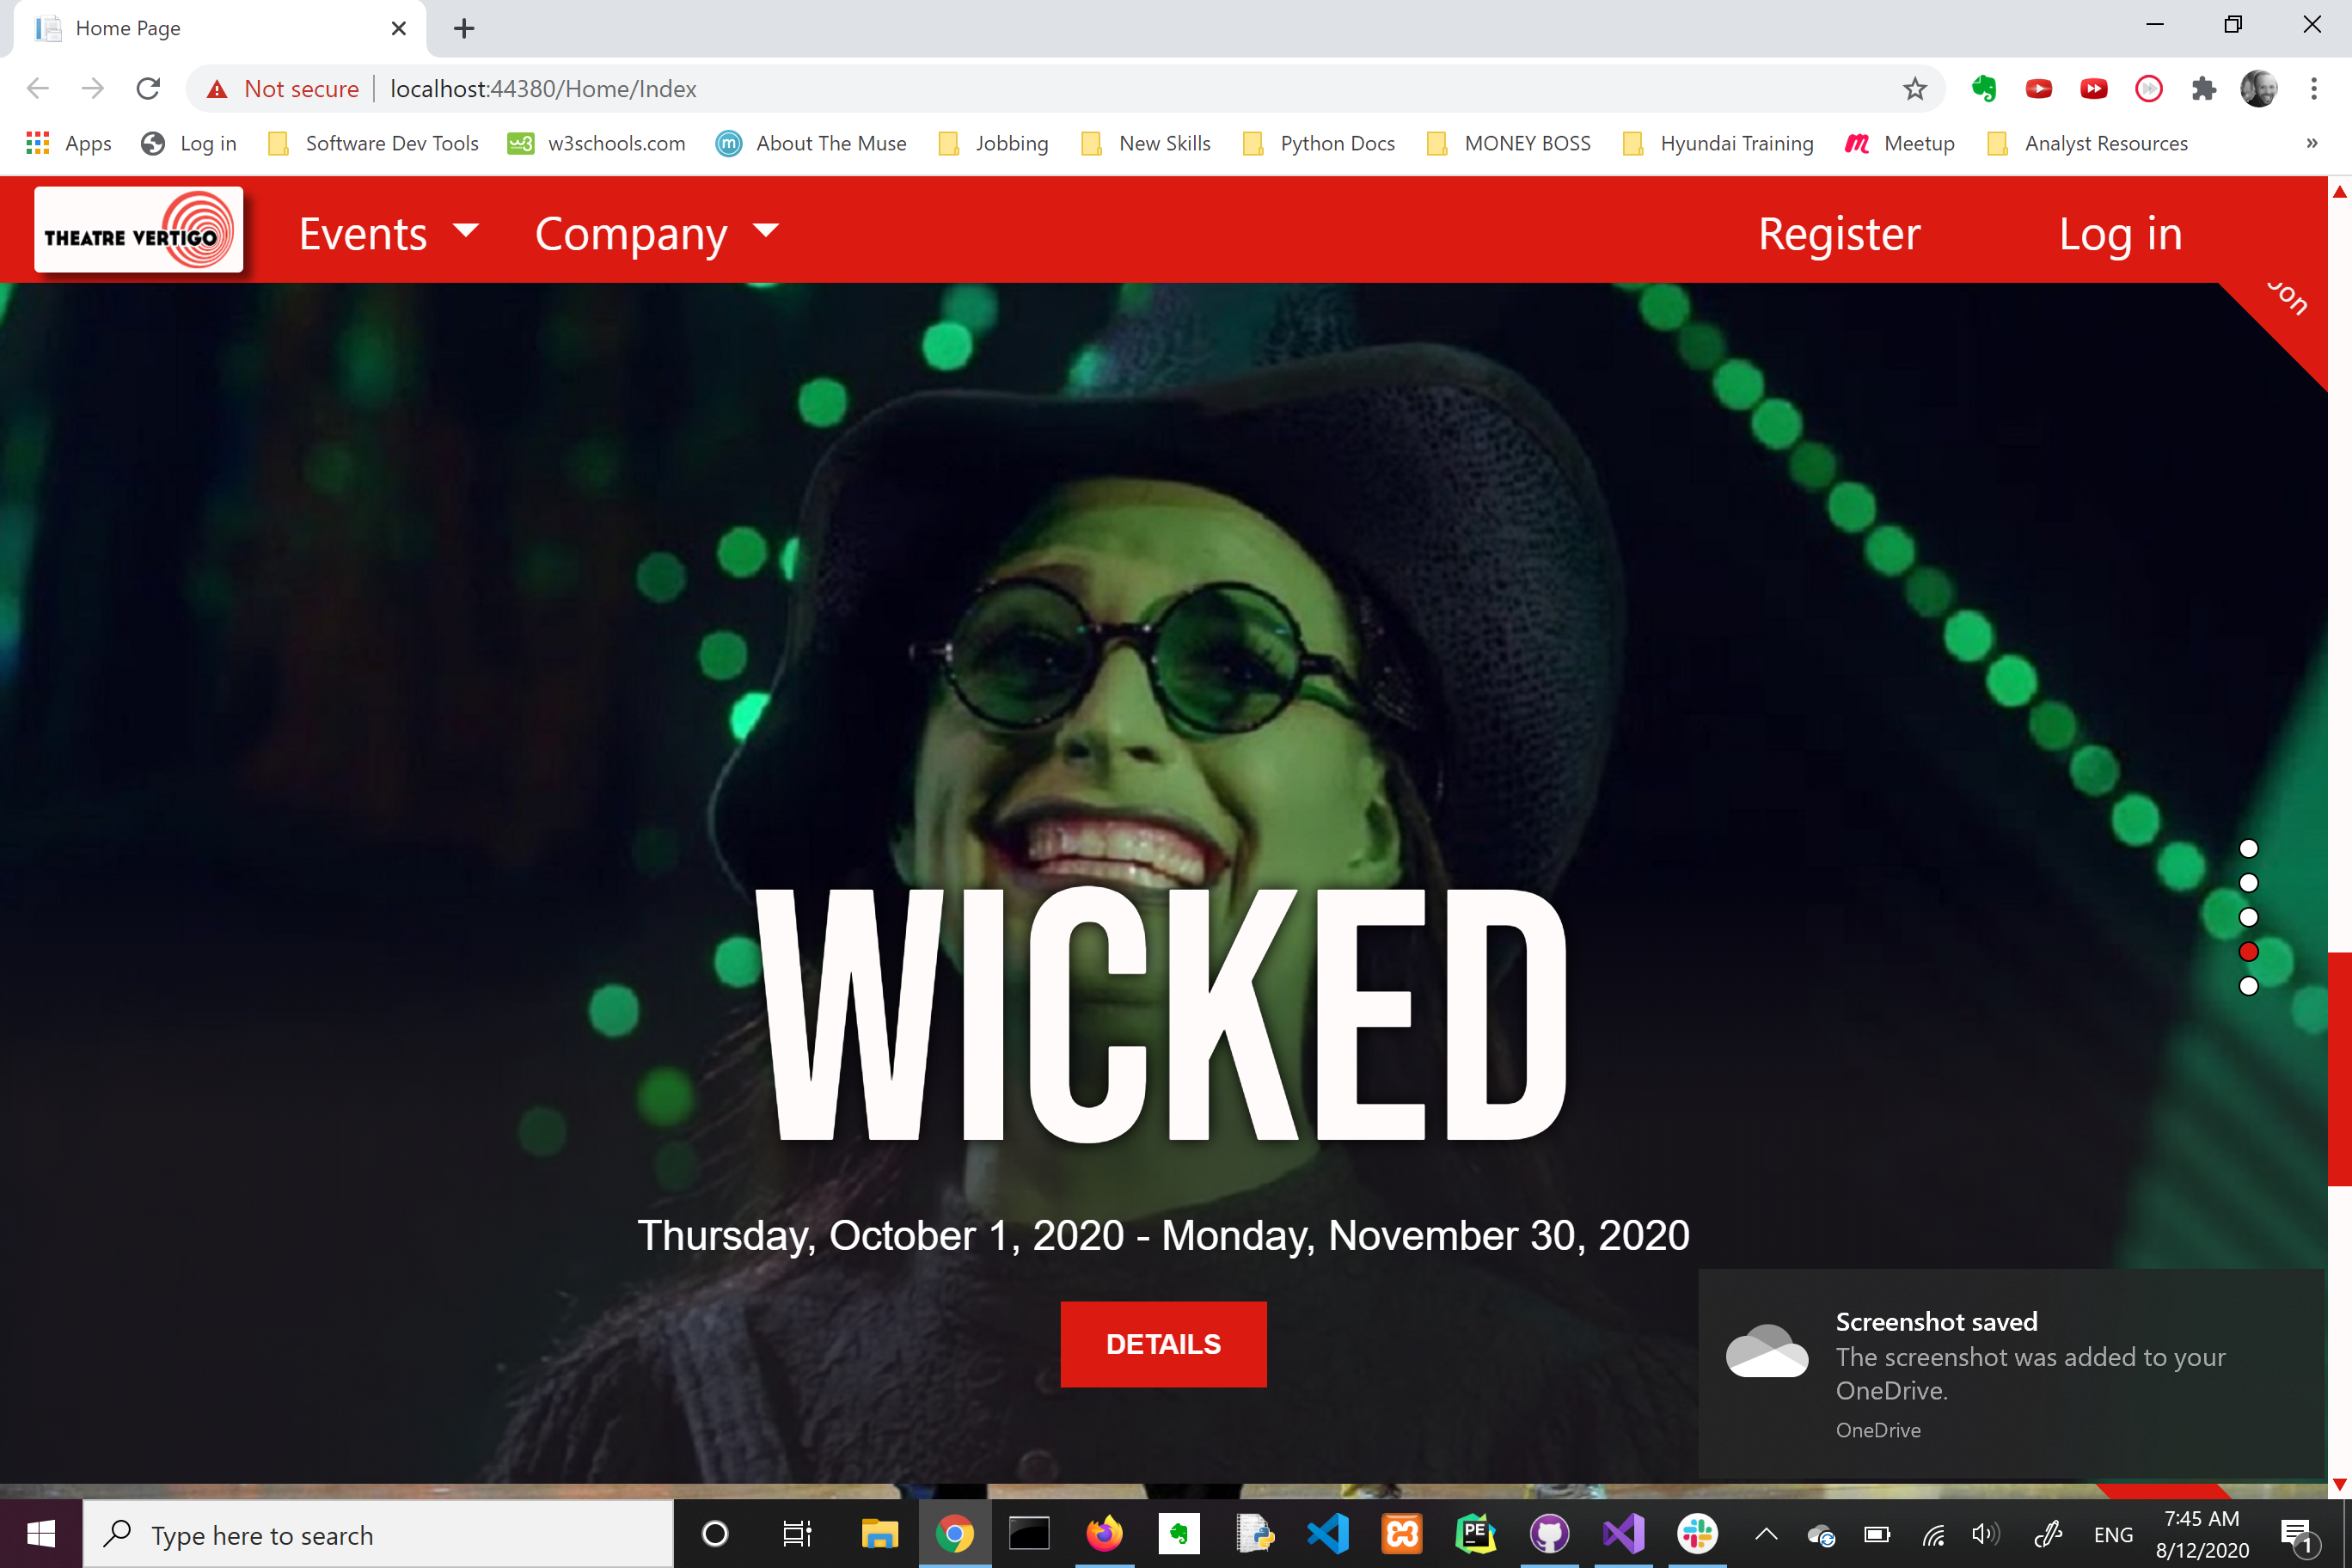 Home Page
Not secure
localhost:44380/Home/Index
Apps
Log in
Software Dev Tools
w3schools.com
About The Muse
Jobbing
New Skills
Python Docs
MONEY BOSS
Hyundai Training
Meetup
Analyst Resources
»
THEATRE VERTIGO
Events
Company
Register
Log in
WICKED
Thursday, October 1, 2020 - Monday, November 30, 2020
DETAILS
Screenshot saved
The screenshot was added to your
OneDrive.
OneDrive
Type here to search
PE
ENG
7:45 AM
8/12/2020
1